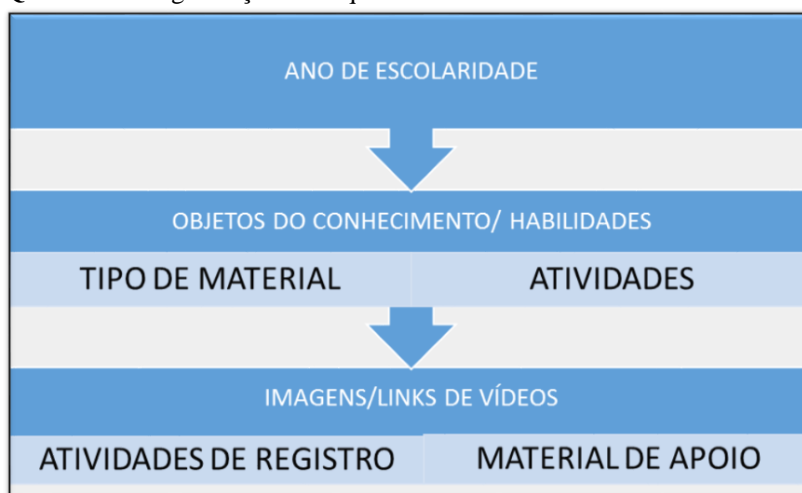 ANO DE ESCOLARIDADE
OBJETOS DO CONHECIMENTO/ HABILIDADES
TIPO DE MATERIAL ATIVIDADES
IMAGENS/LINKS DE VÍDEOS
ATIVIDADES DE REGISTRO MATERIAL DE APOIO